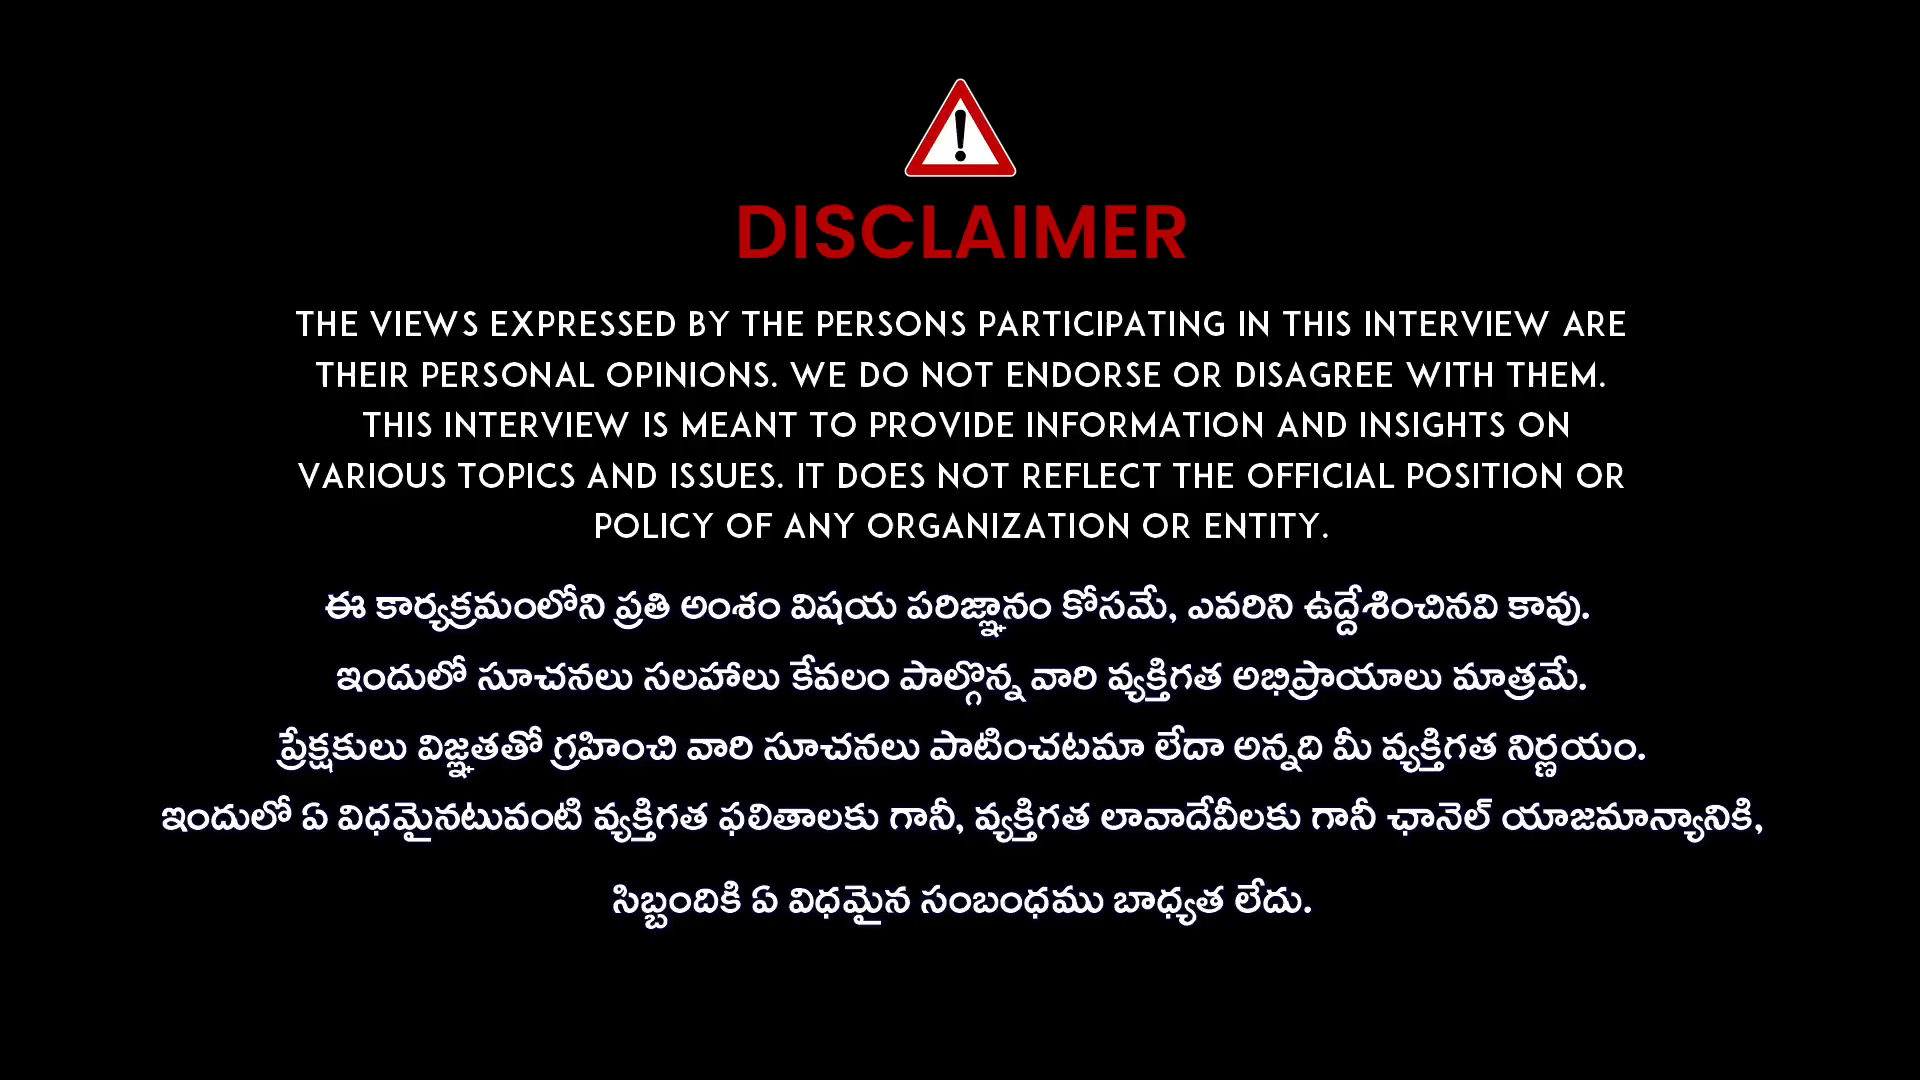 DISCLAIMER
THE VIEWS EXPRESSED BY THE PERSONS PARTICIPATING IN THIS INTERVIEW ARE
THEIR PERSONAL OPINIONS. WE DO NOT ENDORSE OR DISAGREE WITH THEM.
THIS INTERVIEW IS MEANT TO PROVIDE INFORMATION AND INSIGHTS ON
VARIOUS TOPICS AND ISSUES. IT DOES NOT REFLECT THE OFFICIAL POSITION OR
POLICY OF ANY ORGANIZATION OR ENTITY.
ఈ కార్యక్రమంలోని ప్రతి అంశం విషయ పరిజ్ఞానం కోసమే, ఎవరిని ఉద్దేశించినవి కావు.
ఇందులో సూచనలు సలహాలు కేవలం పాల్గొన్న వారి వ్యక్తిగత అభిప్రాయాలు మాత్రమే.
ప్రేక్షకులు విజ్ఞతతో గ్రహించి వారి సూచనలు పాటించటమా లేదా అన్నది మీ వ్యక్తిగత నిర్ణయం.
ఇందులో ఏ విధమైనటువంటి వ్యక్తిగత ఫలితాలకు గానీ, వ్యక్తిగత లావాదేవీలకు గానీ ఛానెల్ యాజమాన్యానికి,
సిబ్బందికి ఏ విధమైన సంబంధము బాధ్యత లేదు.